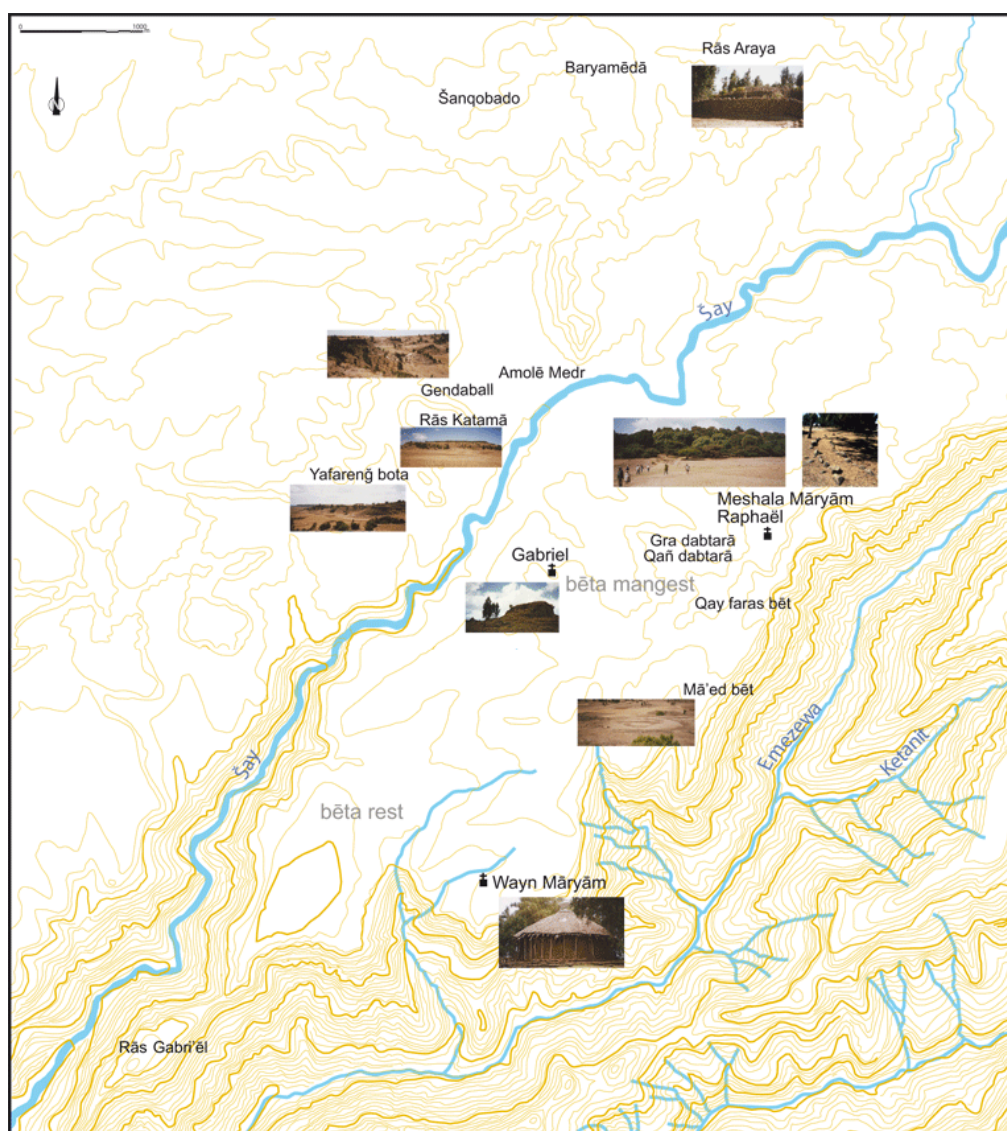 0 1000
m
N
Rās Araya
Baryamēdā
Šanqobado
Šay
Amolē Medr
Gendaball
Rās Katamā
Yafarenğ bota
Meshala Māryām
Raphaël
Gra dabtarā
Qañ dabtarā
Gabriel
bēta mangest
Qay faras bēt
Mā'ed bēt
Emezewa
Ketanit
Šay
bēta rest
Wayn Māryām
Rās Gabri'ēl